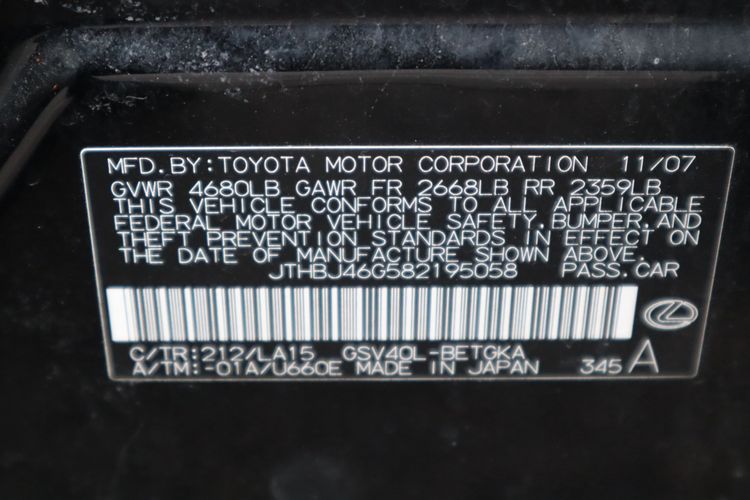 MFD.BY:TOYOTA MOTOR CORPORATION 11/07
GVWR 4680LB GAWR FR 2668LB RR 2359LB
THIS VEHICLE CONFORMS TO ALL APPLICABLE
FEDERAL MOTOR VEHICLE SAFETY,BUMPER,AND
THEFT PREVENTION STANDARDS IN EFFECT ON
THE DATE OF MANUFACTURE SHOWN ABOVE.
JTHBJ46G582195058 PASS.CAR
C/TR:212/LA15 GSV40L-BETGKA
A/TM:-01A/U660E MADE IN JAPAN 345 A